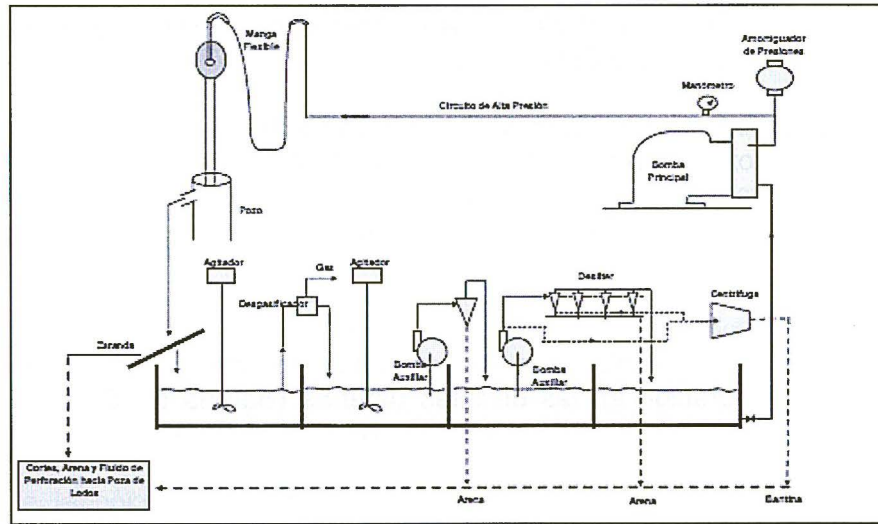 Manga
Flexible
Amortiguador
de Presiones
Manómetro
Circuito de Alta Presión
Bomba
Principal
Pozo
Agitador
Gas
Agitador
Desgasificador
Desilter
Centrífuga
Zaranda
Bomba
Auxiliar
Bomba
Auxiliar
Cortes, Arena y Fluido de
Perforación hacia Poza de
Lodos
Arena
Arena
Baritina